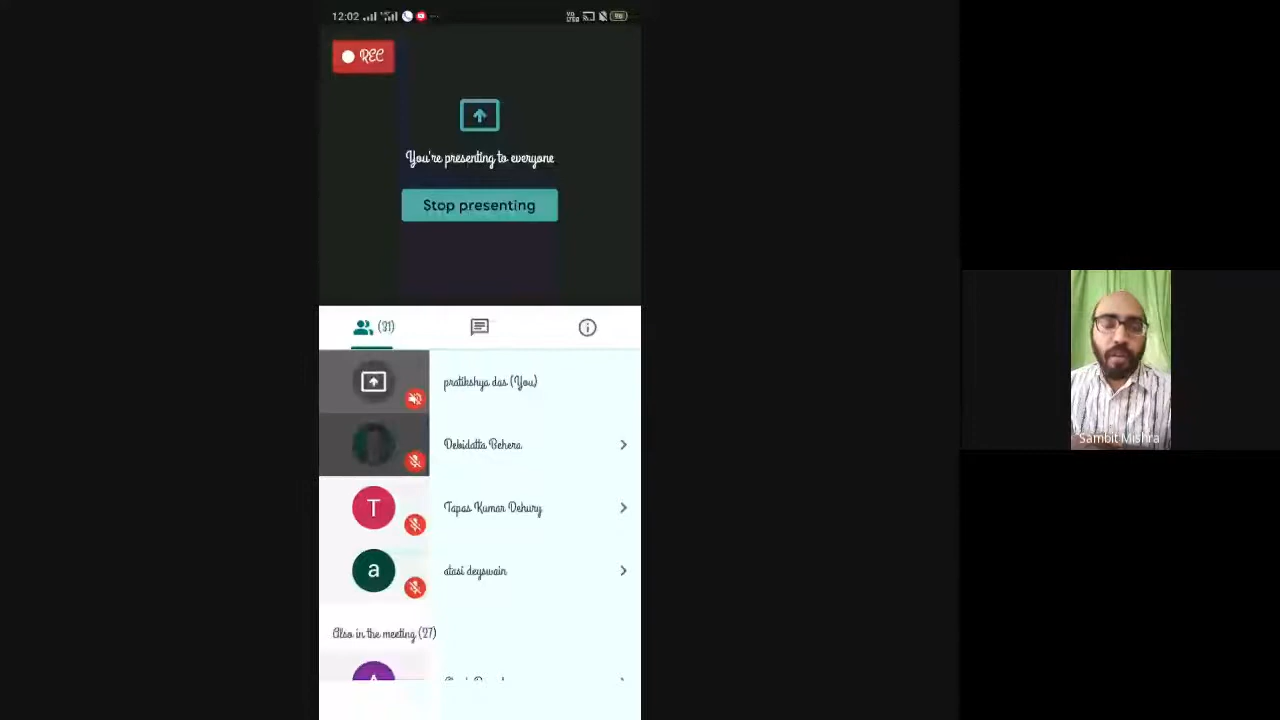 12:02
REC
You're presenting to everyone
Stop presenting
(31)
pratikshya das (You)
Debidatta Behera
T
Tapas Kumar Dehury
a
atasi deyswain
Also in the meeting (27)
Sambit Mishra